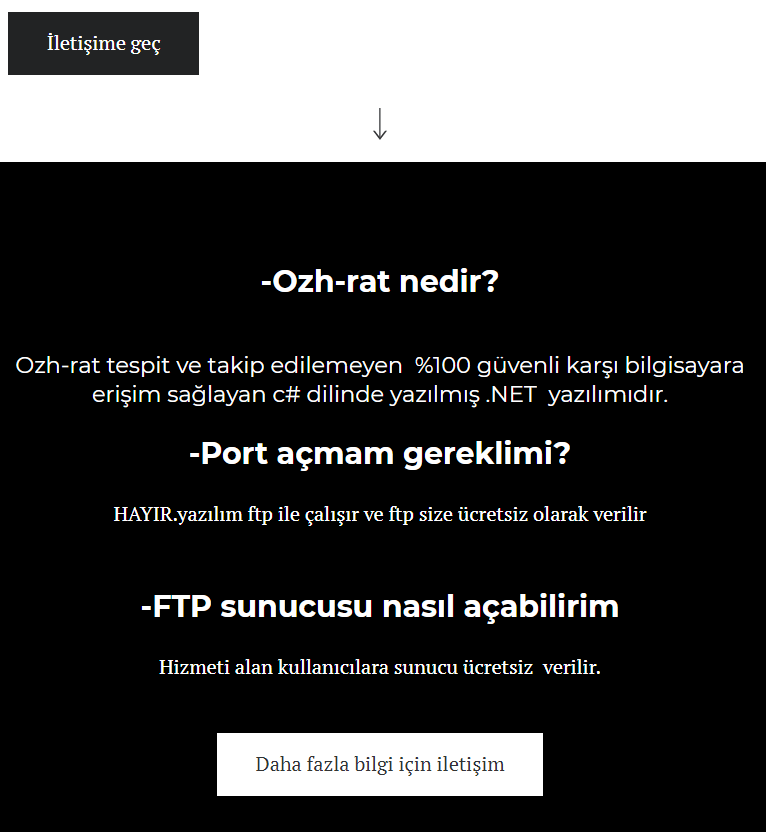 İletişime geç
-Ozh-rat nedir?
Ozh-rat tespit ve takip edilemeyen  %100 güvenli karşı bilgisayara
erişim sağlayan c# dilinde yazılmış .NET  yazılımıdır.
-Port açmam gereklimi?
HAYIR.yazılım ftp ile çalışır ve ftp size ücretsiz olarak verilir
-FTP sunucusu nasıl açabilirim
Hizmeti alan kullanıcılara sunucu ücretsiz  verilir.
Daha fazla bilgi için iletişim